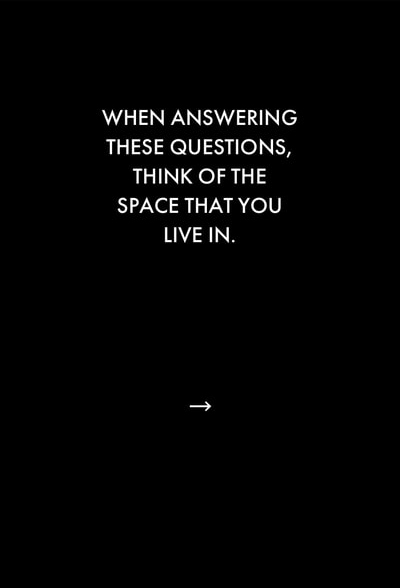 WHEN ANSWERING
THESE QUESTIONS,
THINK OF THE
SPACE THAT YOU
LIVE IN.
→